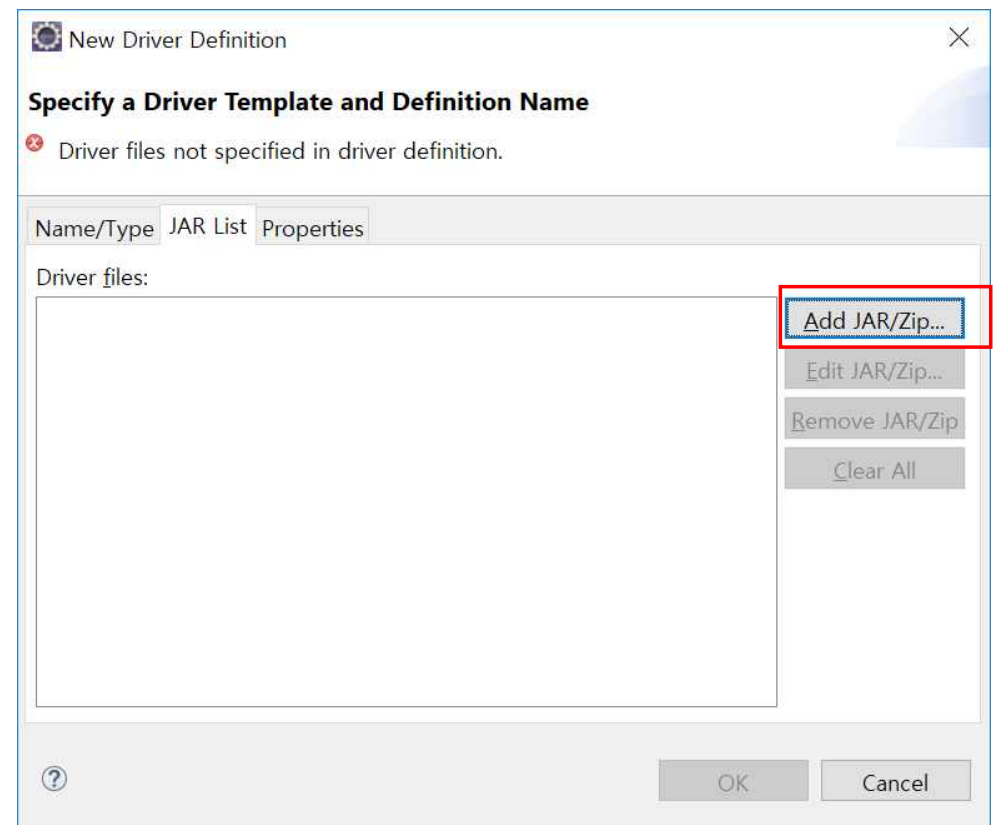 New Driver Definition
Specify a Driver Template and Definition Name
Driver files not specified in driver definition.
Name/Type JAR List Properties
Driver files:
Add JAR/Zip...
Edit JAR/Zip...
Remove JAR/Zip
Clear All
?
OK Cancel